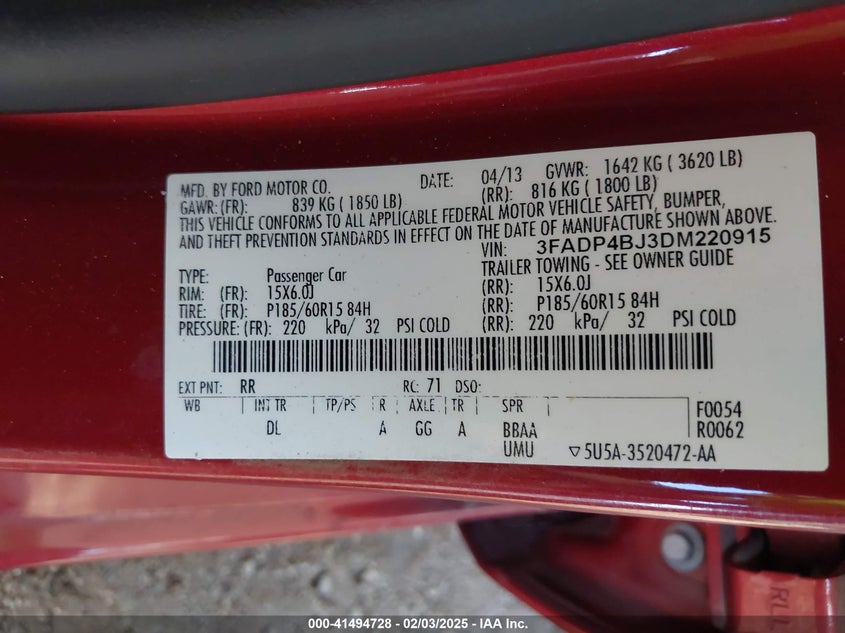 MFD. BY FORD MOTOR CO. DATE: 04/13 GVWR: 1642 KG ( 3620 LB)
GAWR: (FR): 839 KG ( 1850 LB) (RR): 816 KG ( 1800 LB)
THIS VEHICLE CONFORMS TO ALL APPLICABLE FEDERAL MOTOR VEHICLE SAFETY, BUMPER,
AND THEFT PREVENTION STANDARDS IN EFFECT ON THE DATE OF MANUFACTURE SHOWN ABOVE.
VIN: 3FADP4BJ3DM220915
TYPE: Passenger Car TRAILER TOWING - SEE OWNER GUIDE
RIM: (FR): 15X6.0J (RR): 15X6.0J
TIRE: (FR): P185/60R15 84H (RR): P185/60R15 84H
PRESSURE: (FR): 220 kPa/ 32 PSI COLD (RR): 220 kPa/ 32 PSI COLD
EXT PNT: RR RC: 71 DSO:
WB INT TR TP/PS R AXLE TR SPR F0054
DL A GG A BBAA R0062
UMU ▽5U5A-3520472-AA
000-41494728 - 02/03/2025 - IAA Inc.